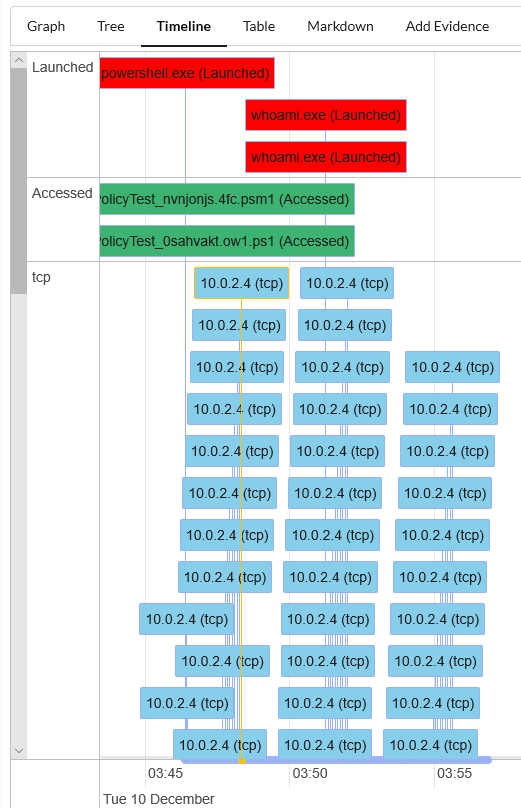 Graph Tree Timeline Table Markdown Add Evidence
Launched powershell.exe (Launched)
whoami.exe (Launched)
whoami.exe (Launched)
Accessed olicyTest_nvnjonjs.4fc.psm1 (Accessed)
olicyTest_0sahvakt.ow1.ps1 (Accessed)
tcp 10.0.2.4 (tcp) 10.0.2.4 (tcp)
10.0.2.4 (tcp) 10.0.2.4 (tcp)
10.0.2.4 (tcp) 10.0.2.4 (tcp) 10.0.2.4 (tcp)
10.0.2.4 (tcp) 10.0.2.4 (tcp) 10.0.2.4 (tcp)
10.0.2.4 (tcp) 10.0.2.4 (tcp) 10.0.2.4 (tcp)
10.0.2.4 (tcp) 10.0.2.4 (tcp) 10.0.2.4 (tcp)
10.0.2.4 (tcp) 10.0.2.4 (tcp) 10.0.2.4 (tcp)
10.0.2.4 (tcp) 10.0.2.4 (tcp) 10.0.2.4 (tcp)
10.0.2.4 (tcp) 10.0.2.4 (tcp) 10.0.2.4 (tcp)
10.0.2.4 (tcp) 10.0.2.4 (tcp) 10.0.2.4 (tcp)
10.0.2.4 (tcp) 10.0.2.4 (tcp) 10.0.2.4 (tcp)
10.0.2.4 (tcp) 10.0.2.4 (tcp) 10.0.2.4 (tcp)
03:45 03:50 03:55
Tue 10 December